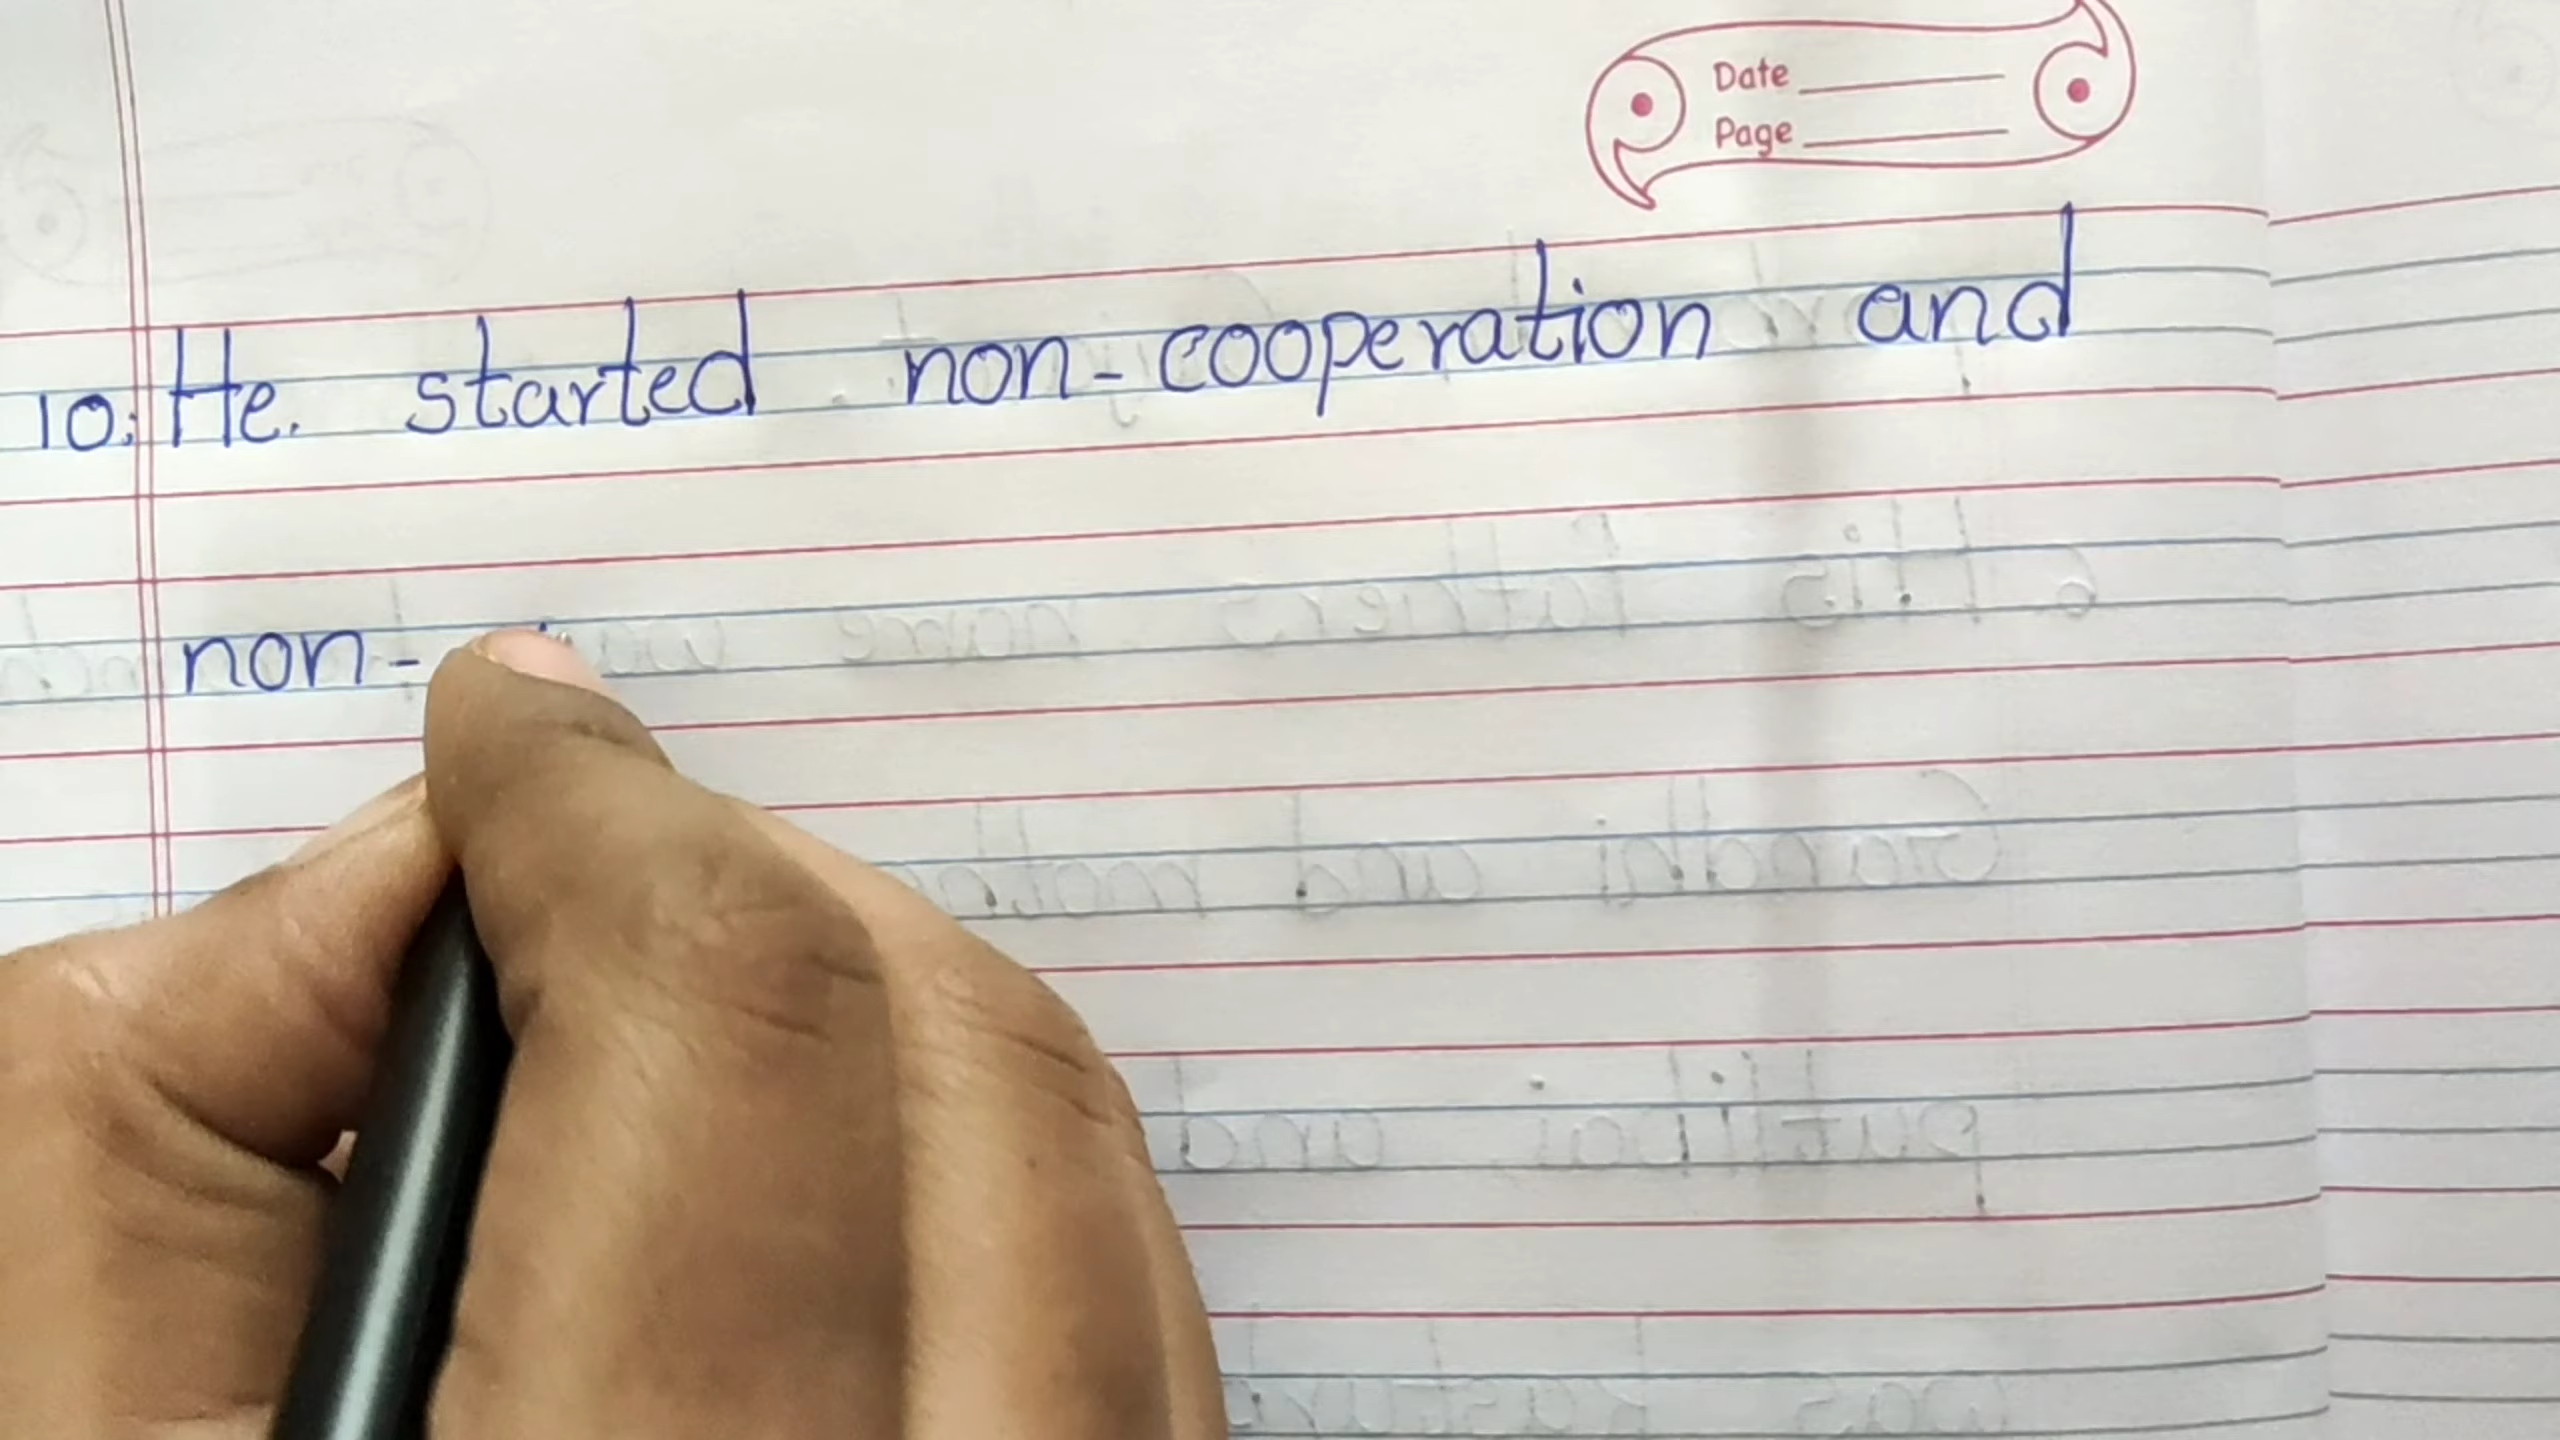 Date
Page
10. He. started non-cooperation and
non-